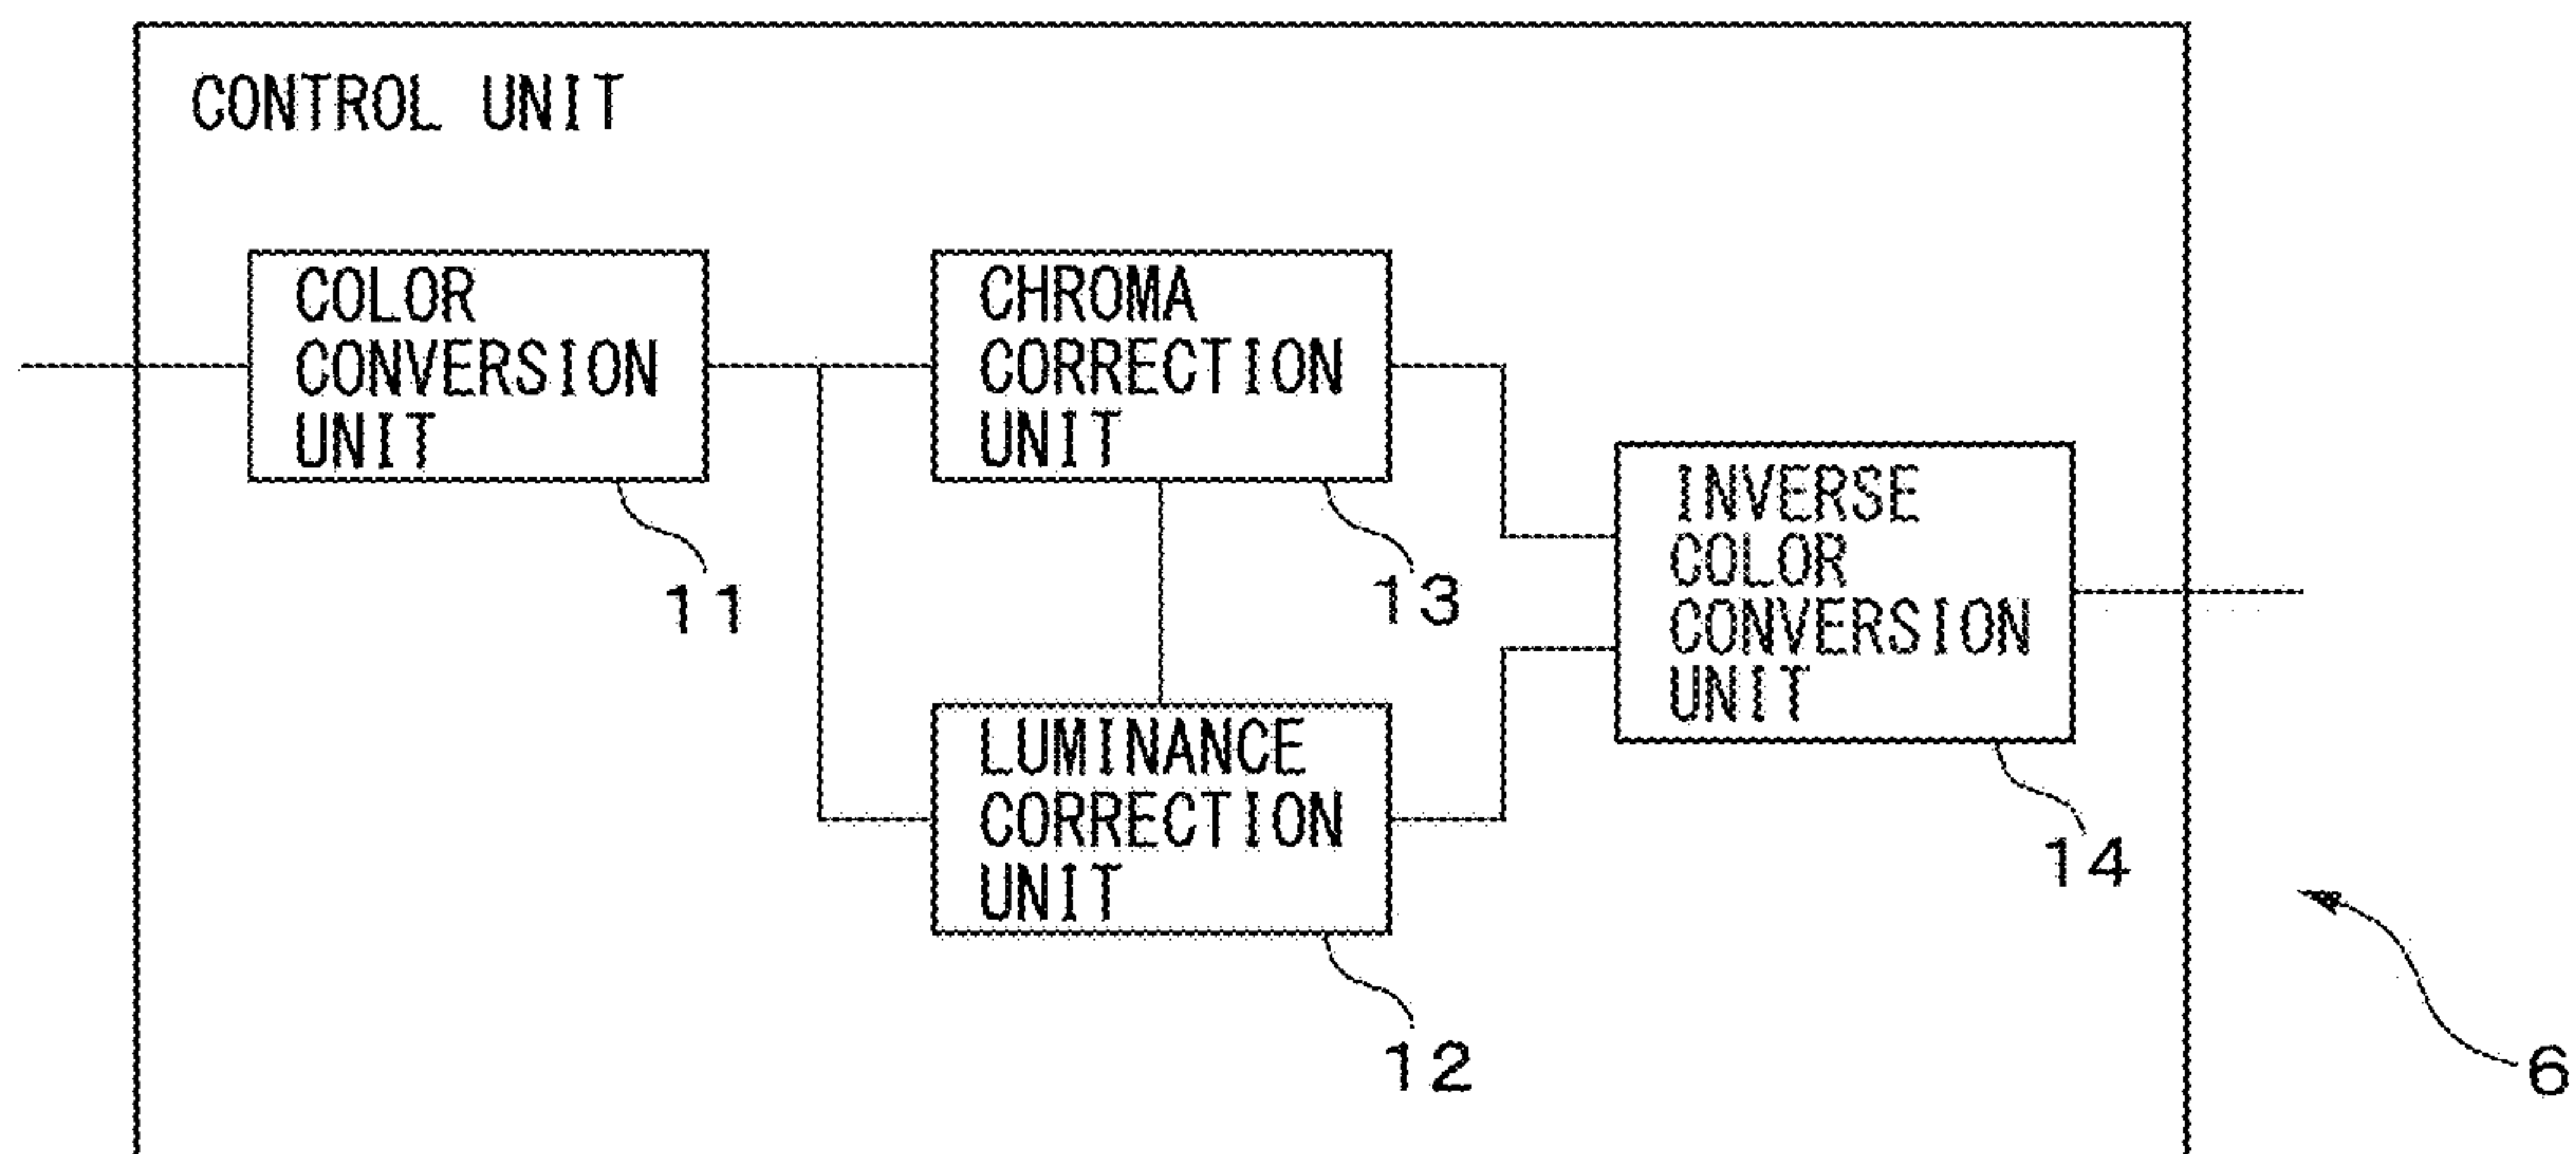 CONTROL UNIT
COLOR
CONVERSION
UNIT
11
CHROMA
CORRECTION
UNIT
13
LUMINANCE
CORRECTION
UNIT
12
INVERSE
COLOR
CONVERSION
UNIT
14
6